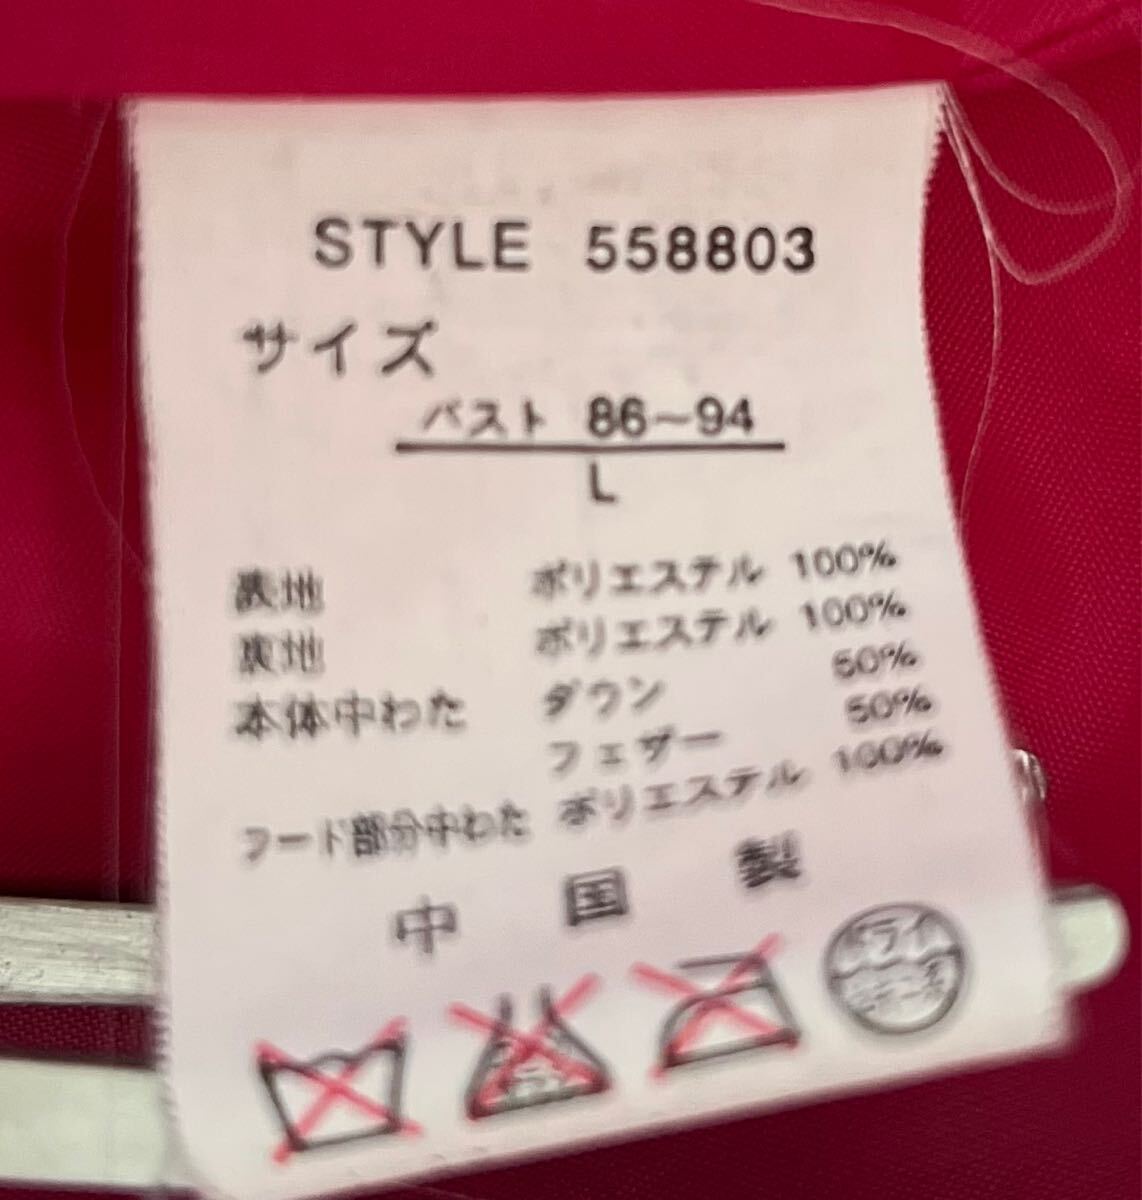 STYLE 558803
サイズ
バスト 86~94
L
表地 ポリエステル 100%
裏地 ポリエステル 100%
本体中わた ダウン 50%
フェザー 50%
フード部分中わた ポリエステル 100%
中国製
ドライ